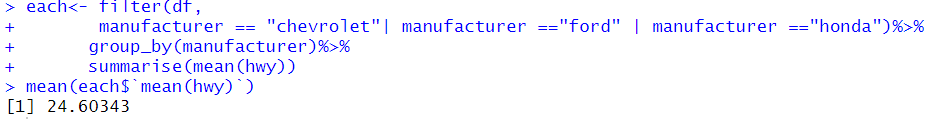 > each<- filter(df,
+        manufacturer == "chevrolet"| manufacturer =="ford" | manufacturer =="honda")%>%
+       group_by(manufacturer)%>%
+       summarise(mean(hwy))
> mean(each$`mean(hwy)`)
[1] 24.60343